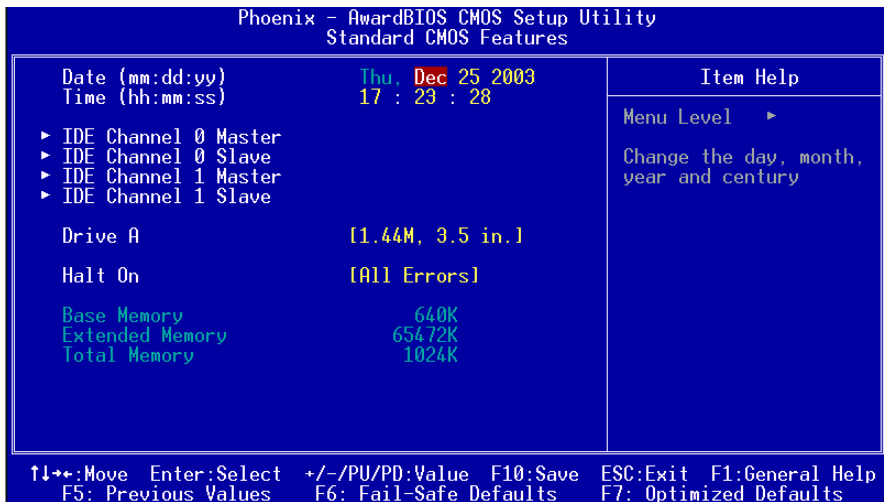 Phoenix - AwardBIOS CMOS Setup Utility
Standard CMOS Features
Date (mm:dd:yy) Thu, Dec 25 2003
Time (hh:mm:ss) 17 : 23 : 28
► IDE Channel 0 Master
► IDE Channel 0 Slave
► IDE Channel 1 Master
► IDE Channel 1 Slave
Drive A [1.44M, 3.5 in.]
Halt On [All Errors]
Base Memory 640K
Extended Memory 65472K
Total Memory 1024K
Item Help
Menu Level ►
Change the day, month,
year and century
↑↓→←:Move Enter:Select +/-/PU/PD:Value F10:Save ESC:Exit F1:General Help
F5: Previous Values F6: Fail-Safe Defaults F7: Optimized Defaults